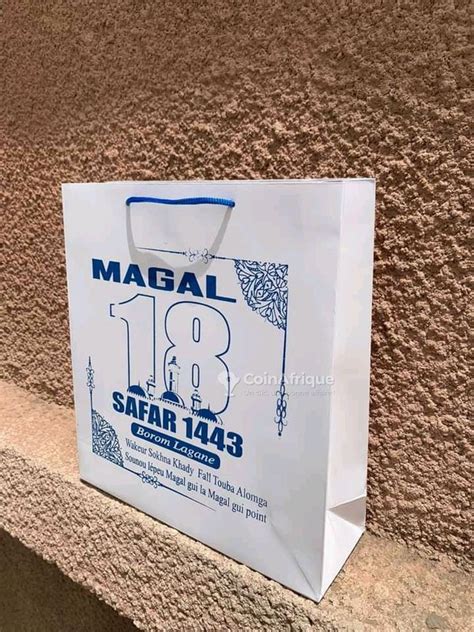 MAGAL
18
SAFAR 1443
Borom Lagane
Wakeur Sokhna Khady Fall Touba Alomga
Sounou lépeu Magal gui la Magal gui point
CoinAfrique